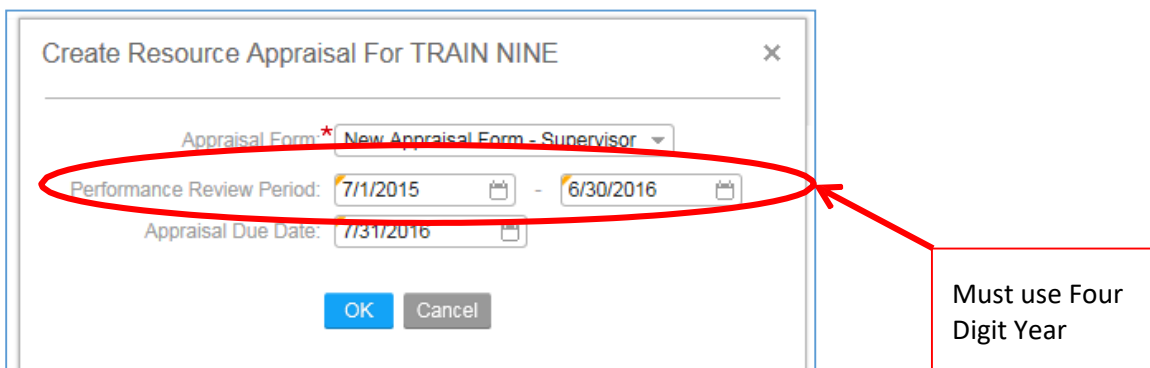 Create Resource Appraisal For TRAIN NINE ×
Appraisal Form:* New Appraisal Form - Supervisor
Performance Review Period: 7/1/2015 - 6/30/2016
Appraisal Due Date: 7/31/2016
OK Cancel
Must use Four
Digit Year